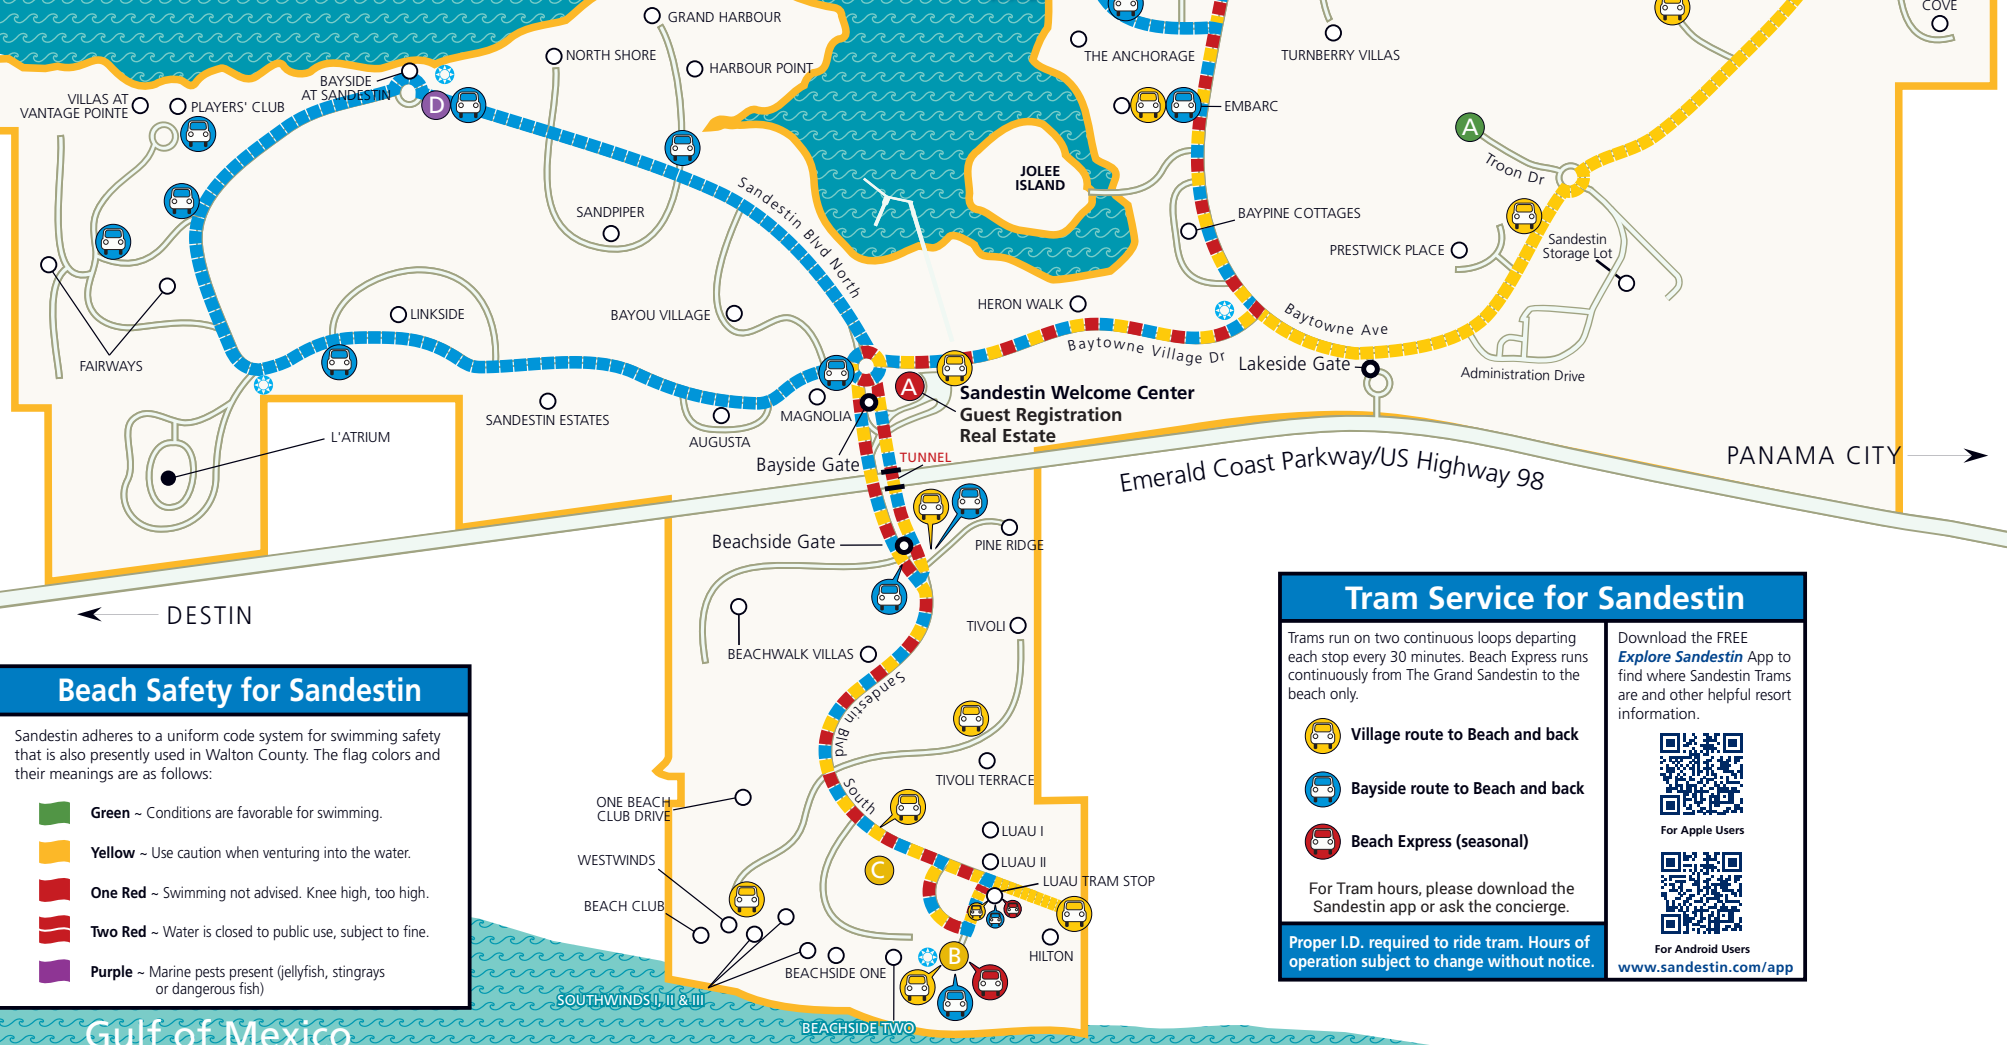 GRAND HARBOUR
COVE
NORTH SHORE
HARBOUR POINT
THE ANCHORAGE
TURNBERRY VILLAS
BAYSIDE
AT SANDESTIN
VILLAS AT
VANTAGE POINTE
PLAYERS' CLUB
D
EMBARC
A
Troon Dr
JOLEE
ISLAND
Sandestin Blvd North
SANDPIPER
BAYPINE COTTAGES
PRESTWICK PLACE
Sandestin
Storage Lot
HERON WALK
LINKSIDE
BAYOU VILLAGE
Baytowne Ave
Baytowne Village Dr
Lakeside Gate
Administration Drive
FAIRWAYS
A
Sandestin Welcome Center
Guest Registration
Real Estate
SANDESTIN ESTATES
MAGNOLIA
AUGUSTA
L'ATRIUM
Bayside Gate
TUNNEL
Emerald Coast Parkway/US Highway 98
PANAMA CITY
Beachside Gate
PINE RIDGE
DESTIN
TIVOLI
BEACHWALK VILLAS
Sandestin Blvd South
TIVOLI TERRACE
ONE BEACH
CLUB DRIVE
LUAU I
WESTWINDS
LUAU II
C
LUAU TRAM STOP
BEACH CLUB
HILTON
B
BEACHSIDE ONE
SOUTHWINDS I, II & III
BEACHSIDE TWO
Gulf of Mexico
Beach Safety for Sandestin
Sandestin adheres to a uniform code system for swimming safety
that is also presently used in Walton County. The flag colors and
their meanings are as follows:
Green ~ Conditions are favorable for swimming.
Yellow ~ Use caution when venturing into the water.
One Red ~ Swimming not advised. Knee high, too high.
Two Red ~ Water is closed to public use, subject to fine.
Purple ~ Marine pests present (jellyfish, stingrays
or dangerous fish)
Tram Service for Sandestin
Trams run on two continuous loops departing
each stop every 30 minutes. Beach Express runs
continuously from The Grand Sandestin to the
beach only.
Village route to Beach and back
Bayside route to Beach and back
Beach Express (seasonal)
For Tram hours, please download the
Sandestin app or ask the concierge.
Proper I.D. required to ride tram. Hours of
operation subject to change without notice.
Download the FREE
Explore Sandestin App to
find where Sandestin Trams
are and other helpful resort
information.
For Apple Users
For Android Users
www.sandestin.com/app